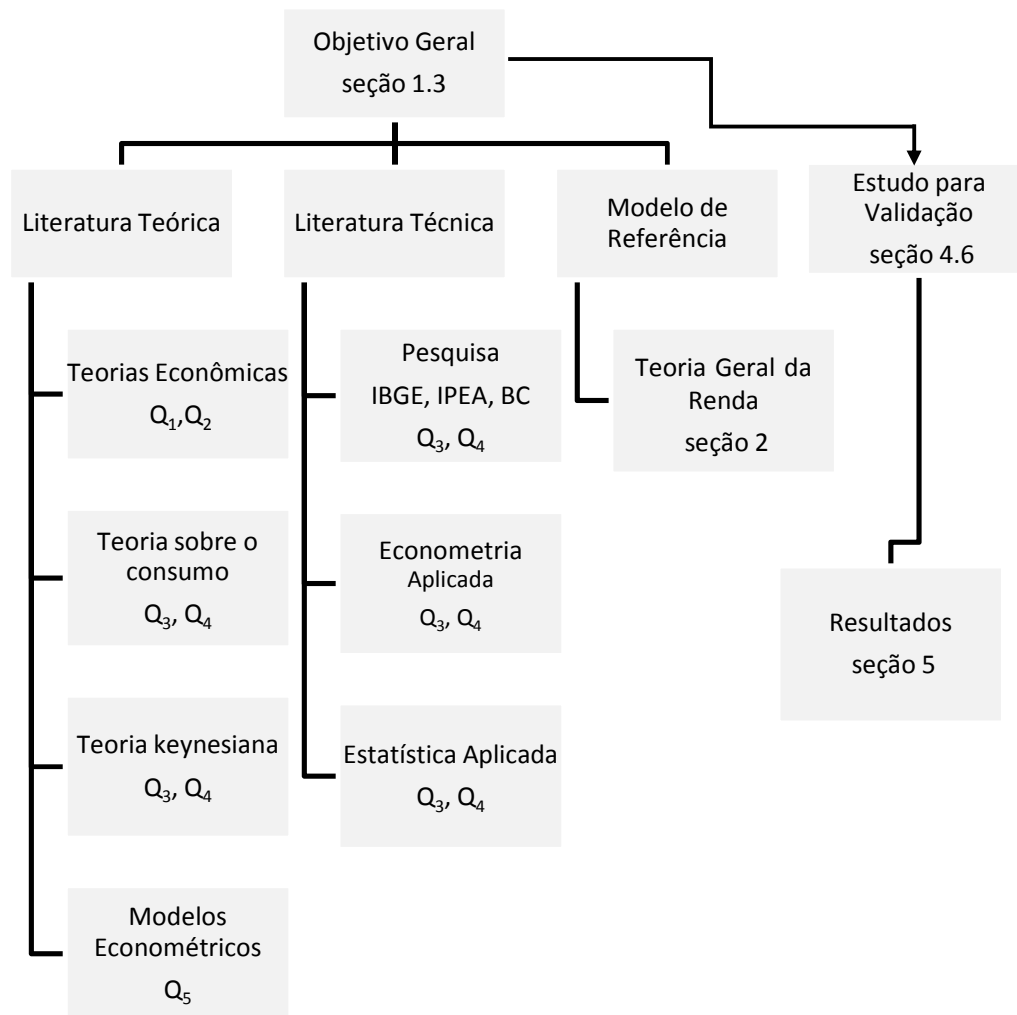 Objetivo Geral
seção 1.3
Literatura Teórica
Literatura Técnica
Modelo de
Referência
Estudo para
Validação
seção 4.6
Teorias Econômicas
Q₁,Q₂
Teoria sobre o
consumo
Q₃, Q₄
Teoria keynesiana
Q₃, Q₄
Modelos
Econométricos
Q₅
Pesquisa
IBGE, IPEA, BC
Q₃, Q₄
Econometria
Aplicada
Q₃, Q₄
Estatística Aplicada
Q₃, Q₄
Teoria Geral da
Renda
seção 2
Resultados
seção 5